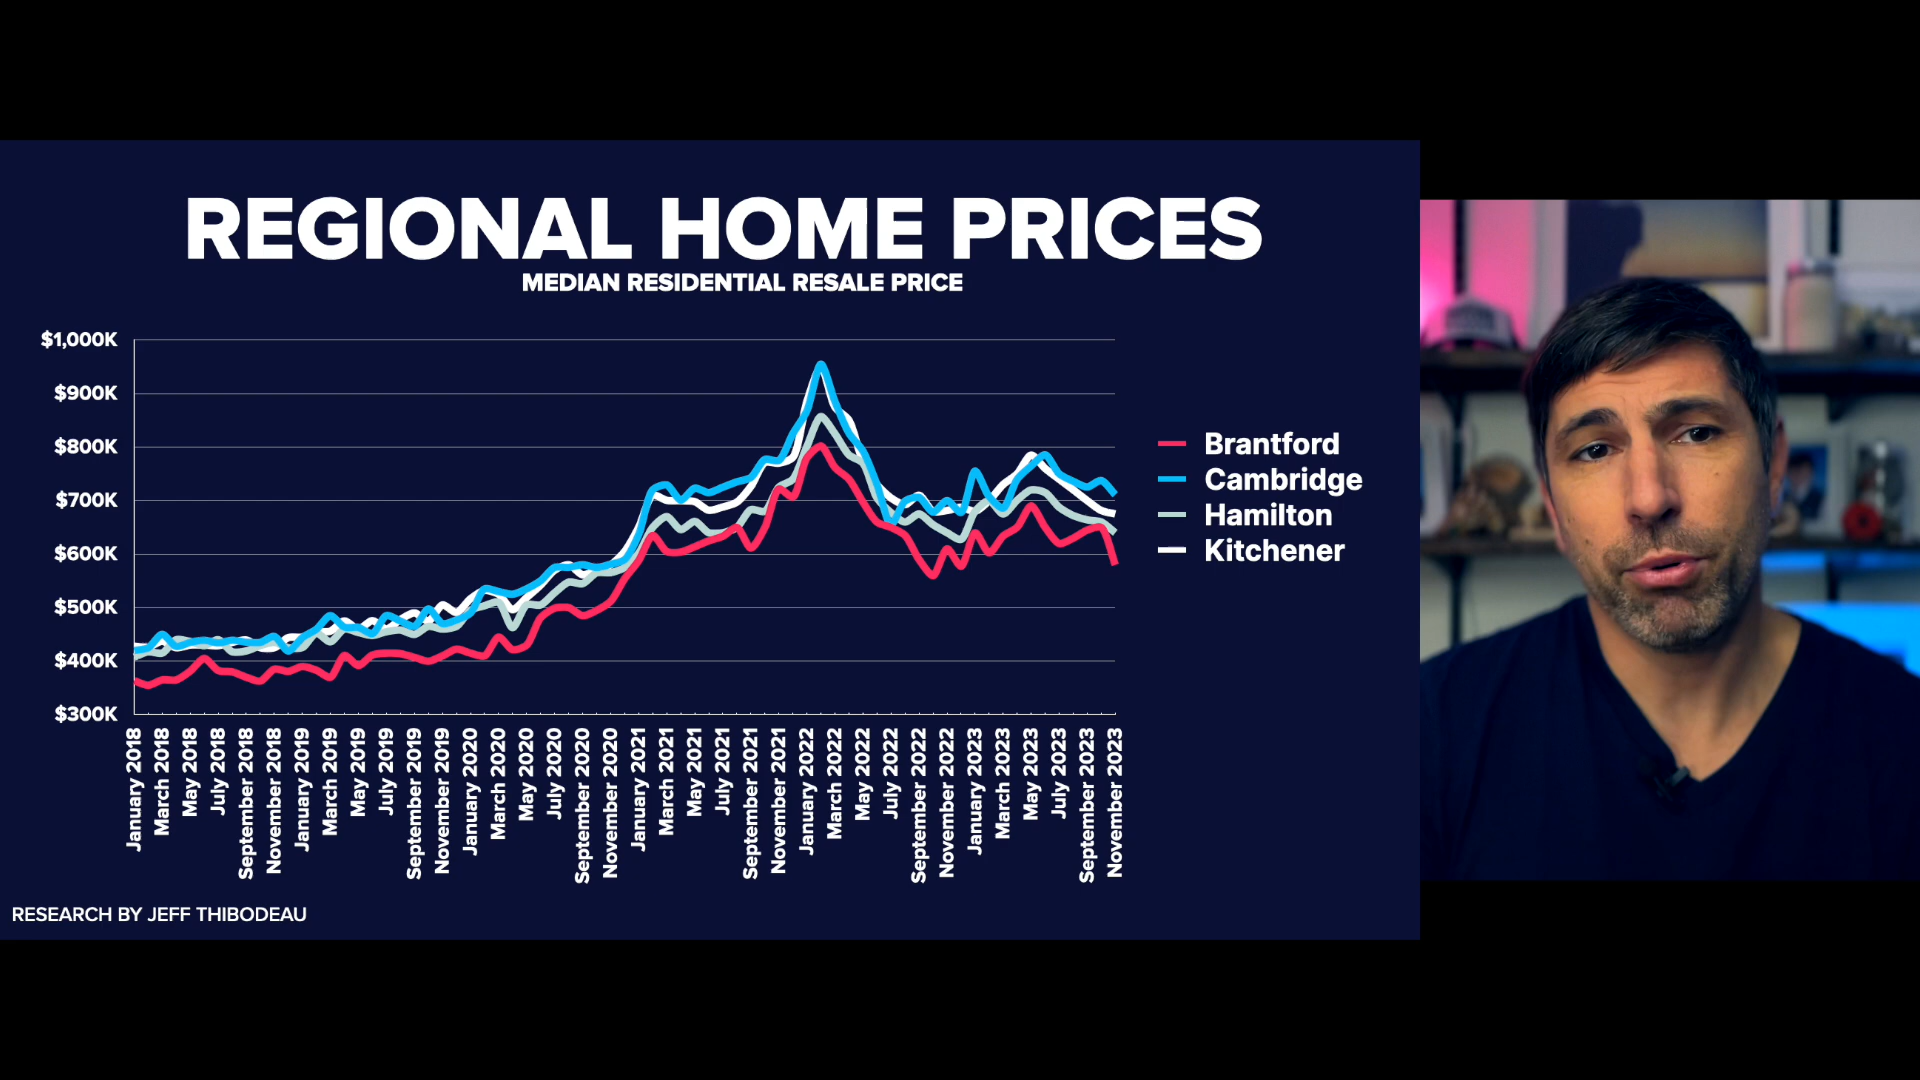 REGIONAL HOME PRICES
MEDIAN RESIDENTIAL RESALE PRICE
$1,000K
$900K
$800K
$700K
$600K
$500K
$400K
$300K
January 2018
March 2018
May 2018
July 2018
September 2018
November 2018
January 2019
March 2019
May 2019
July 2019
September 2019
November 2019
January 2020
March 2020
May 2020
July 2020
September 2020
November 2020
January 2021
March 2021
May 2021
July 2021
September 2021
November 2021
January 2022
March 2022
May 2022
July 2022
September 2022
November 2022
January 2023
March 2023
May 2023
July 2023
September 2023
November 2023
Brantford
Cambridge
Hamilton
Kitchener
RESEARCH BY JEFF THIBODEAU